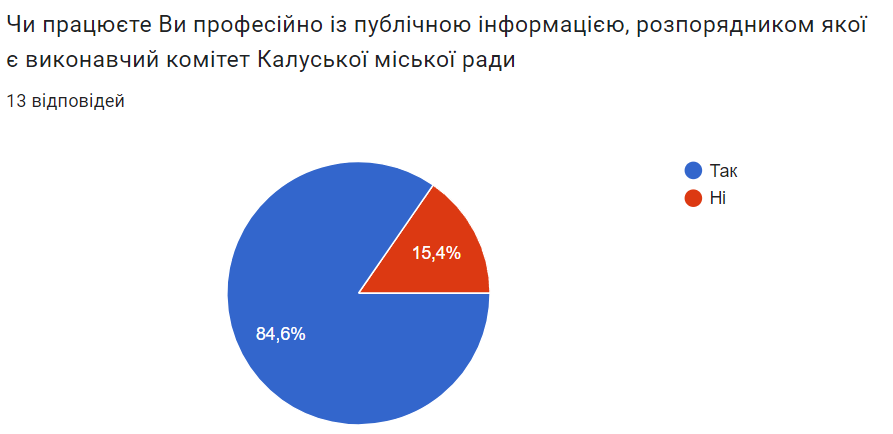 Чи працюєте Ви професійно із публічною інформацією, розпорядником якої
є виконавчий комітет Калуської міської ради
13 відповідей
Так
Ні
15,4%
84,6%